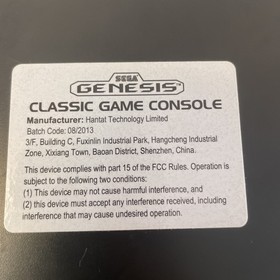 SEGA
GENESIS
CLASSIC GAME CONSOLE
Manufacturer: Hantat Technology Limited
Batch Code: 08/2013
3/F, Building C, Fuxinlin Industrial Park, Hangcheng Industrial
Zone, Xixiang Town, Baoan District, Shenzhen, China.
This device complies with part 15 of the FCC Rules. Operation is
subject to the following two conditions:
(1) This device may not cause harmful interference, and
(2) this device must accept any interference received, including
interference that may cause undesired operation.